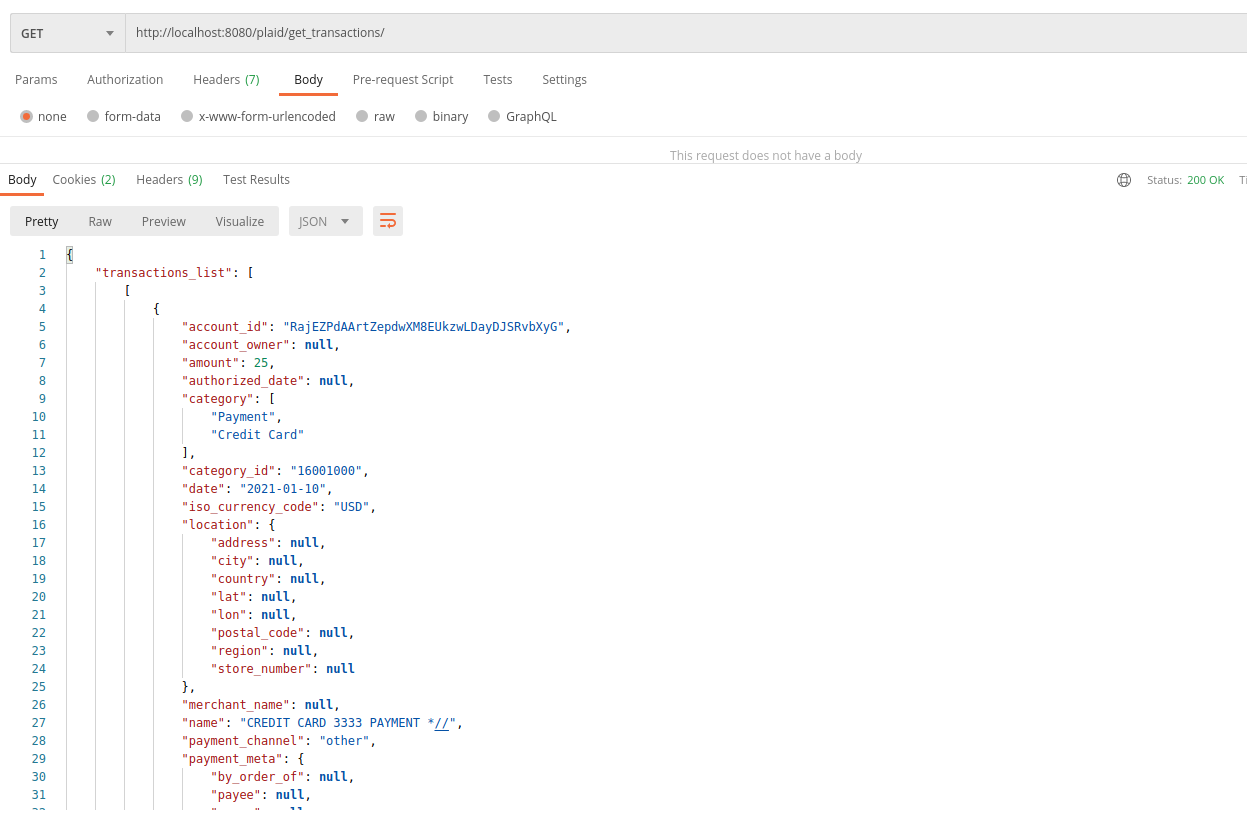 GET http://localhost:8080/plaid/get_transactions/
Params Authorization Headers (7) Body Pre-request Script Tests Settings
none form-data x-www-form-urlencoded raw binary GraphQL
This request does not have a body
Body Cookies (2) Headers (9) Test Results Status: 200 OK
Pretty Raw Preview Visualize JSON
1 {
2 "transactions_list": [
3 [
4 {
5 "account_id": "RajEZPdAArtZepdwXM8EUkzwLDayDJSRvbXyG",
6 "account_owner": null,
7 "amount": 25,
8 "authorized_date": null,
9 "category": [
10 "Payment",
11 "Credit Card"
12 ],
13 "category_id": "16001000",
14 "date": "2021-01-10",
15 "iso_currency_code": "USD",
16 "location": {
17 "address": null,
18 "city": null,
19 "country": null,
20 "lat": null,
21 "lon": null,
22 "postal_code": null,
23 "region": null,
24 "store_number": null
25 },
26 "merchant_name": null,
27 "name": "CREDIT CARD 3333 PAYMENT *//",
28 "payment_channel": "other",
29 "payment_meta": {
30 "by_order_of": null,
31 "payee": null,